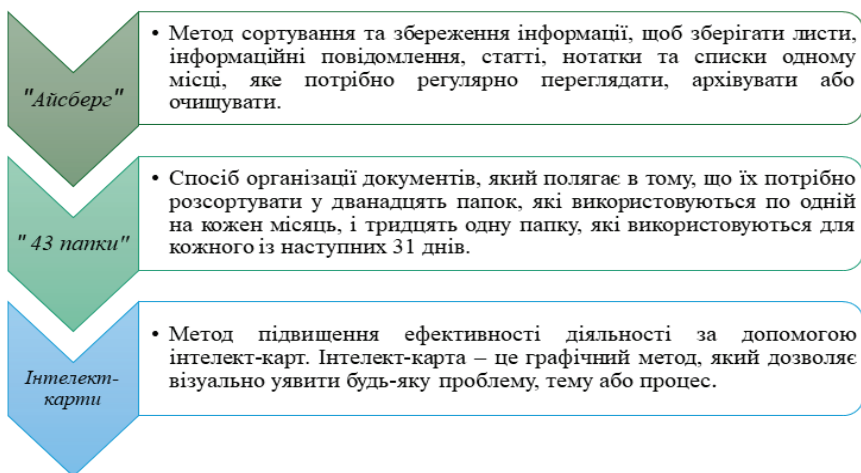 "Айсберг"
• Метод сортування та збереження інформації, щоб зберігати листи,
інформаційні повідомлення, статті, нотатки та списки одному
місці, яке потрібно регулярно переглядати, архівувати або
очищувати.
" 43 папки"
• Спосіб організації документів, який полягає в тому, що їх потрібно
розсортувати у дванадцять папок, які використовуються по одній
на кожен місяць, і тридцять одну папку, які використовуються для
кожного із наступних 31 днів.
Інтелект-
карти
• Метод підвищення ефективності діяльності за допомогою
інтелект-карт. Інтелект-карта – це графічний метод, який дозволяє
візуально уявити будь-яку проблему, тему або процес.